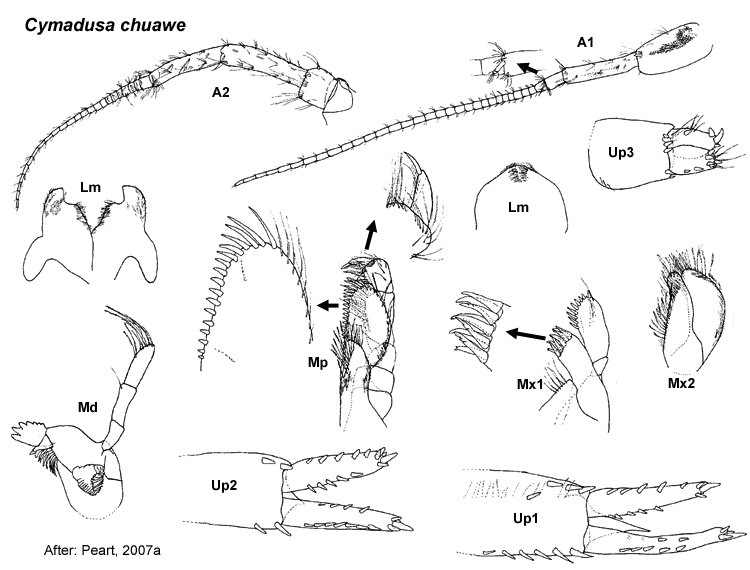 Cymadusa chuawe
A1
A2
Up3
Lm
Lm
Mp
Mx1
Mx2
Md
Up2
Up1
After: Peart, 2007a